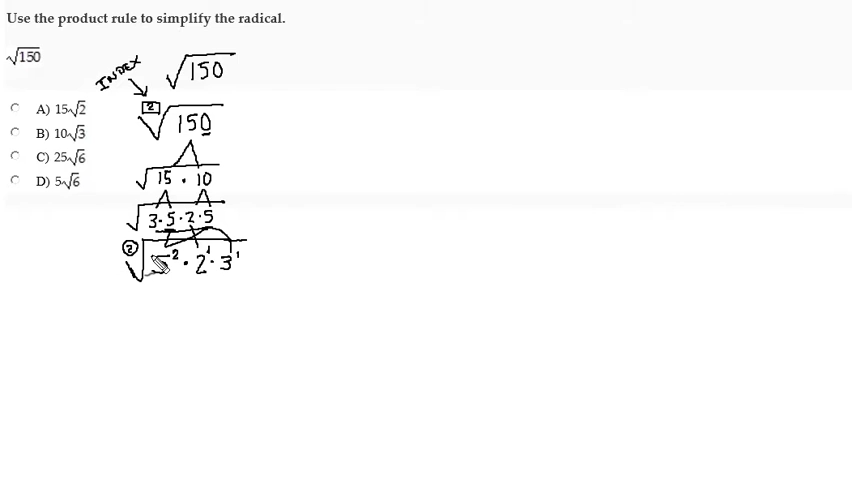 Use the product rule to simplify the radical.
√150
A) 15√2
B) 10√3
C) 25√6
D) 5√6
√150
INDEX
2
√150
√15 · 10
√3·5·2·5
2
√5² · 2¹ · 3¹